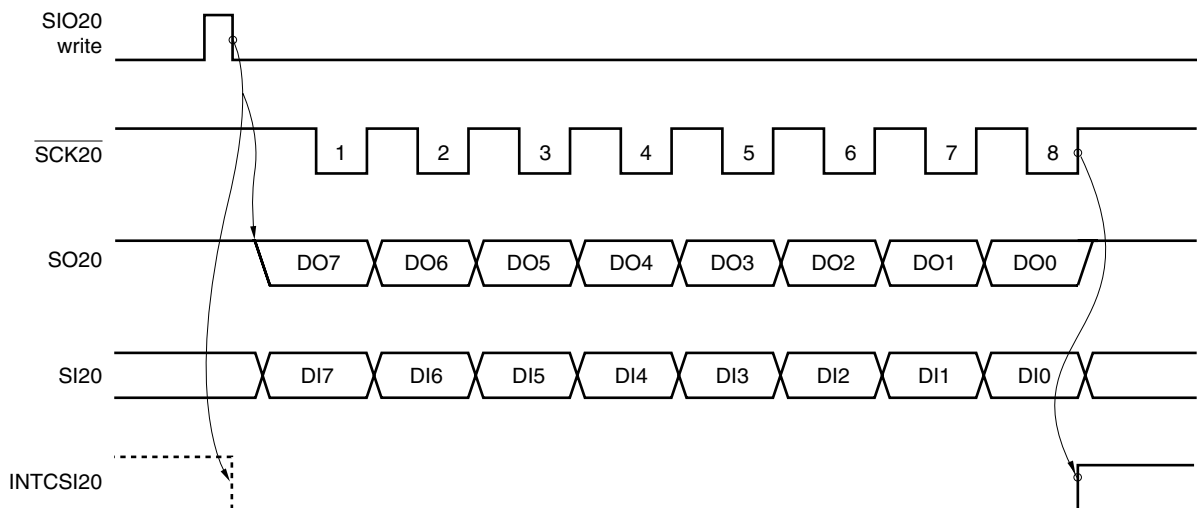 SIO20
write
SCK20
1 2 3 4 5 6 7 8
SO20
DO7 DO6 DO5 DO4 DO3 DO2 DO1 DO0
SI20
DI7 DI6 DI5 DI4 DI3 DI2 DI1 DI0
INTCSI20